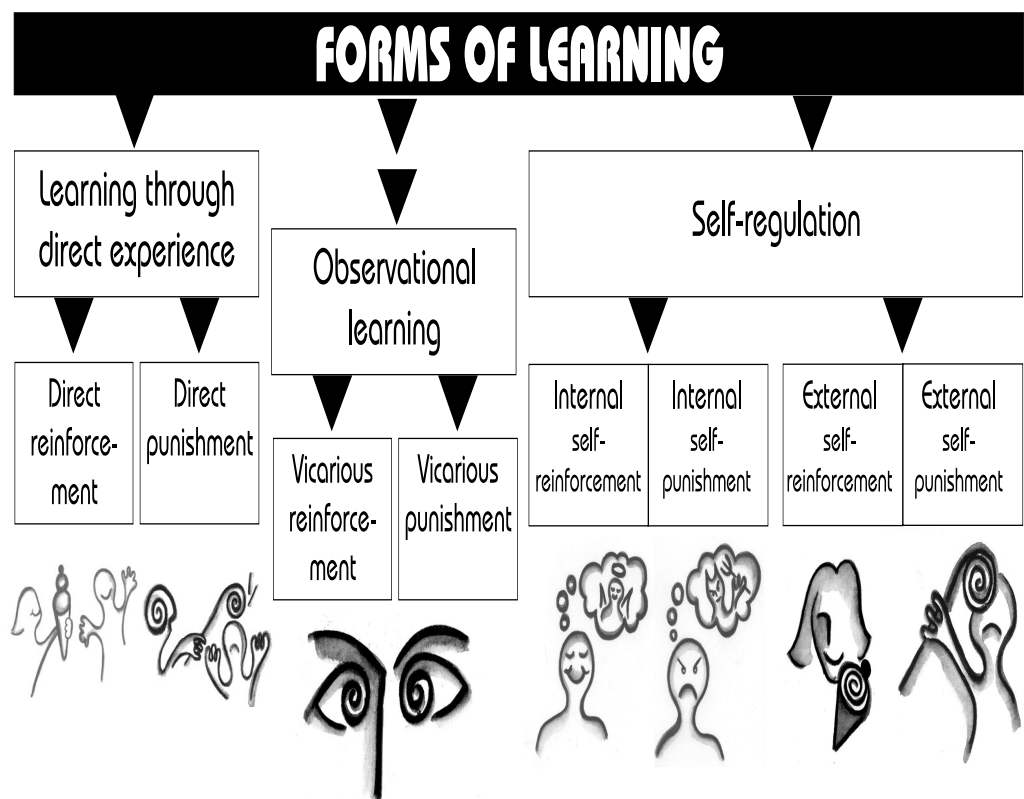 FORMS OF LEARNING
Learning through
direct experience
Direct
reinforce-
ment
Direct
punishment
Observational
learning
Vicarious
reinforce-
ment
Vicarious
punishment
Self-regulation
Internal
self-
reinforcement
Internal
self-
punishment
External
self-
reinforcement
External
self-
punishment